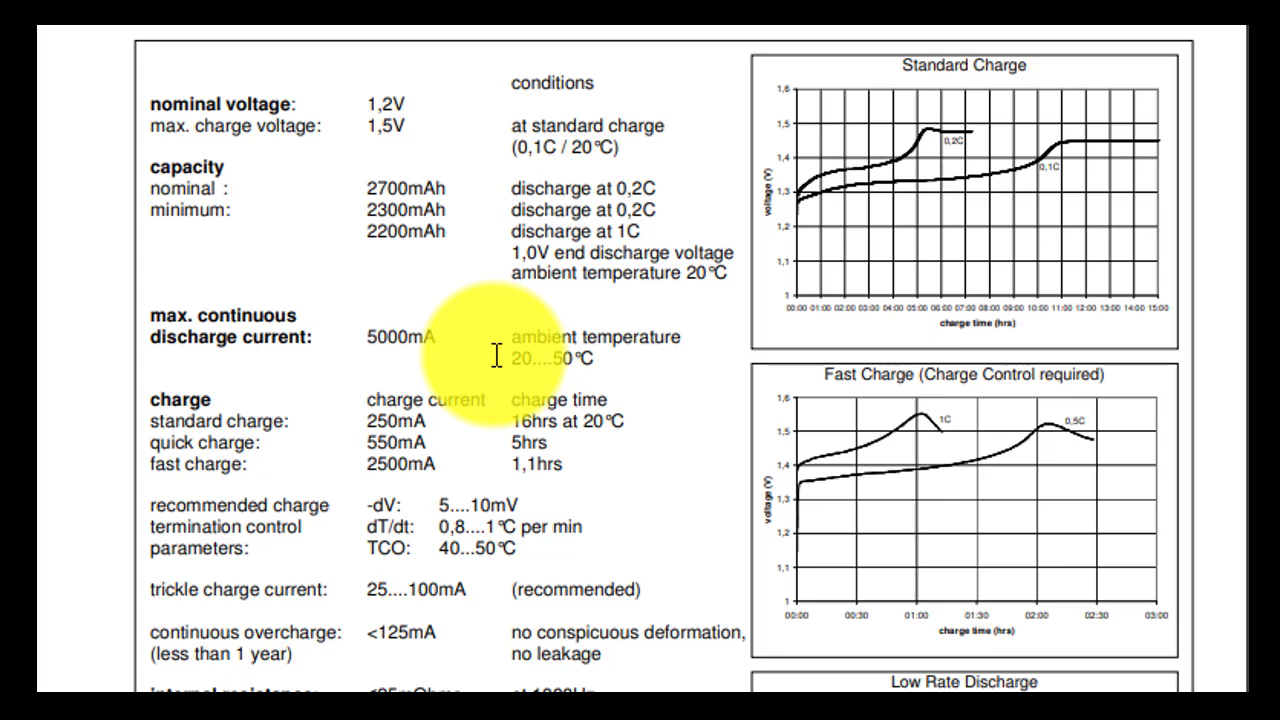 conditions
nominal voltage: 1,2V
max. charge voltage: 1,5V at standard charge
(0,1C / 20°C)
capacity
nominal : 2700mAh discharge at 0,2C
minimum: 2300mAh discharge at 0,2C
2200mAh discharge at 1C
1,0V end discharge voltage
ambient temperature 20°C
max. continuous
discharge current: 5000mA ambient temperature
20....50°C
charge charge current charge time
standard charge: 250mA 16hrs at 20°C
quick charge: 550mA 5hrs
fast charge: 2500mA 1,1hrs
recommended charge -dV: 5....10mV
termination control dT/dt: 0,8....1°C per min
parameters: TCO: 40...50°C
trickle charge current: 25....100mA (recommended)
continuous overcharge: <125mA no conspicuous deformation,
(less than 1 year) no leakage
Standard Charge
1,6
1,5
1,4
1,3
1,2
1,1
1
voltage (V)
0,2C
0,1C
00:00 01:00 02:00 03:00 04:00 05:00 06:00 07:00 08:00 09:00 10:00 11:00 12:00 13:00 14:00 15:00
charge time (hrs)
Fast Charge (Charge Control required)
1,6
1,5
1,4
1,3
1,2
1,1
1
voltage (V)
1C
0,5C
00:00 00:30 01:00 01:30 02:00 02:30 03:00
charge time (hrs)
Low Rate Discharge